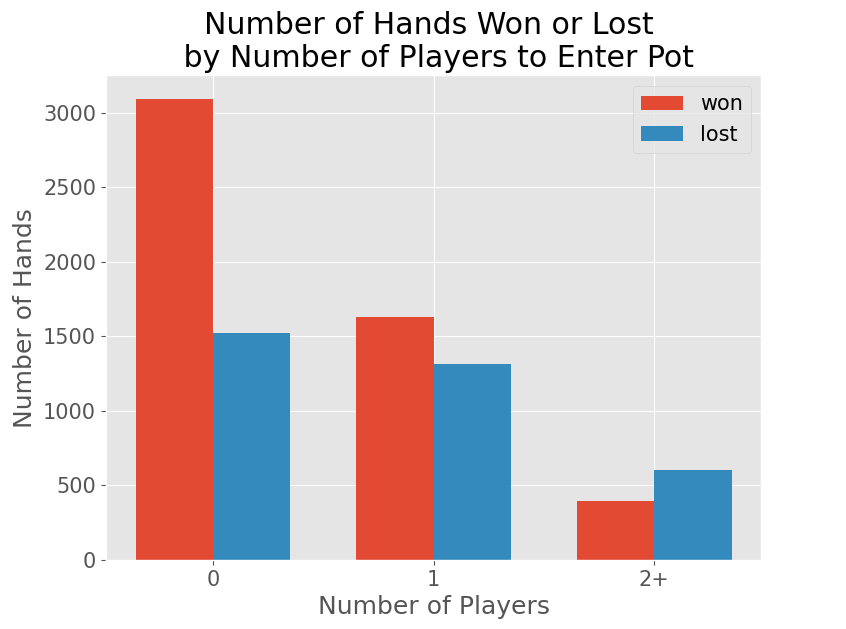 Number of Hands Won or Lost
by Number of Players to Enter Pot
won
lost
Number of Hands
3000
2500
2000
1500
1000
500
0
0 1 2+
Number of Players